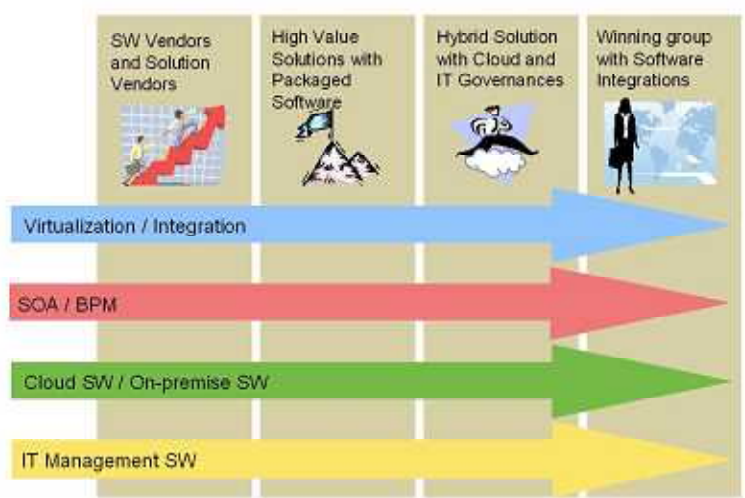 SW Vendors
and Solution
Vendors
High Value
Solutions with
Packaged
Software
Hybrid Solution
with Cloud and
IT Governances
Winning group
with Software
Integrations
Virtualization / Integration
SOA / BPM
Cloud SW / On-premise SW
IT Management SW